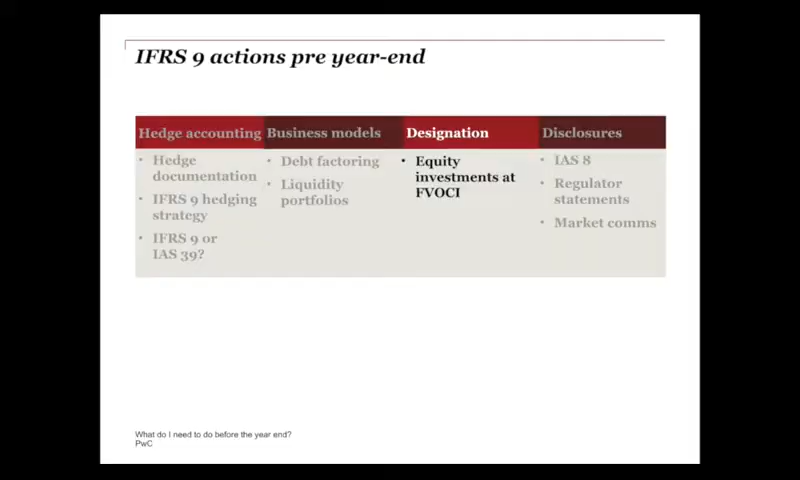 IFRS 9 actions pre year-end
Hedge accounting
• Hedge
documentation
• IFRS 9 hedging
strategy
• IFRS 9 or
IAS 39?
Business models
• Debt factoring
• Liquidity
portfolios
Designation
• Equity
investments at
FVOCI
Disclosures
• IAS 8
• Regulator
statements
• Market comms
What do I need to do before the year end?
PwC